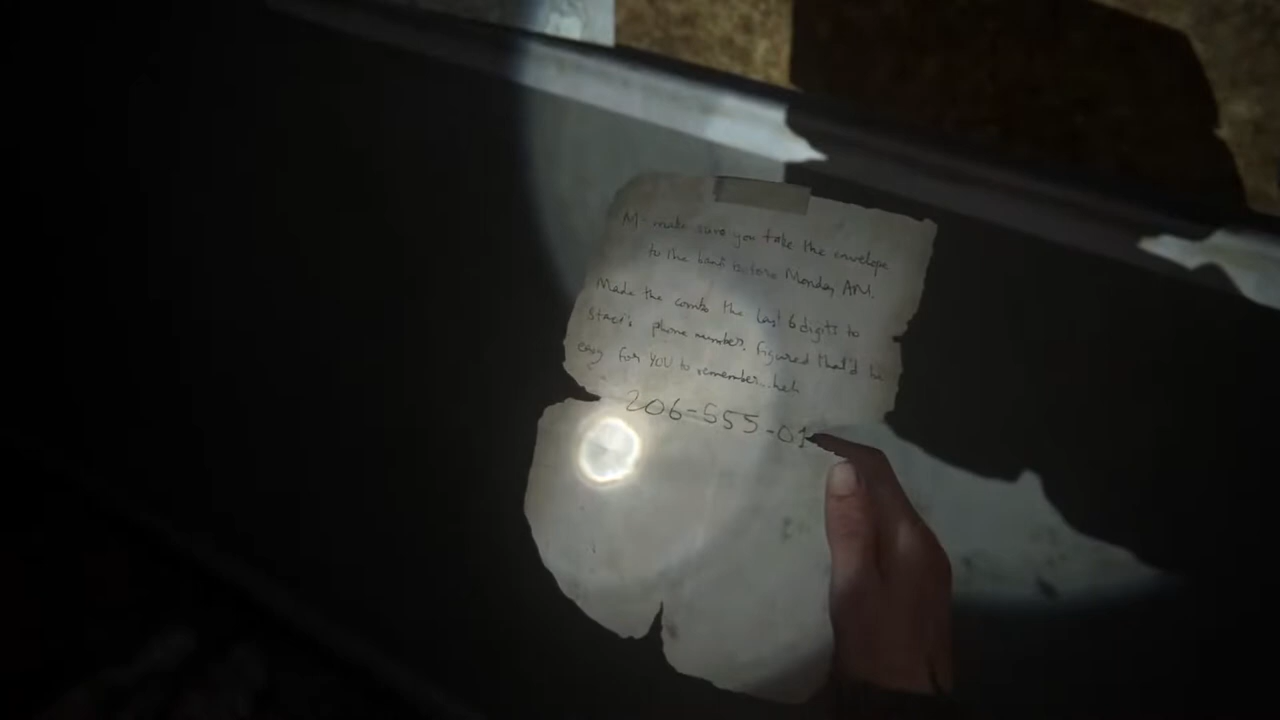 M- make sure you take the envelope
to the bank before Monday AM.
Made the combo the last 6 digits to
Staci's phone number, figured that'd be
easy for YOU to remember...heh
206-555-01